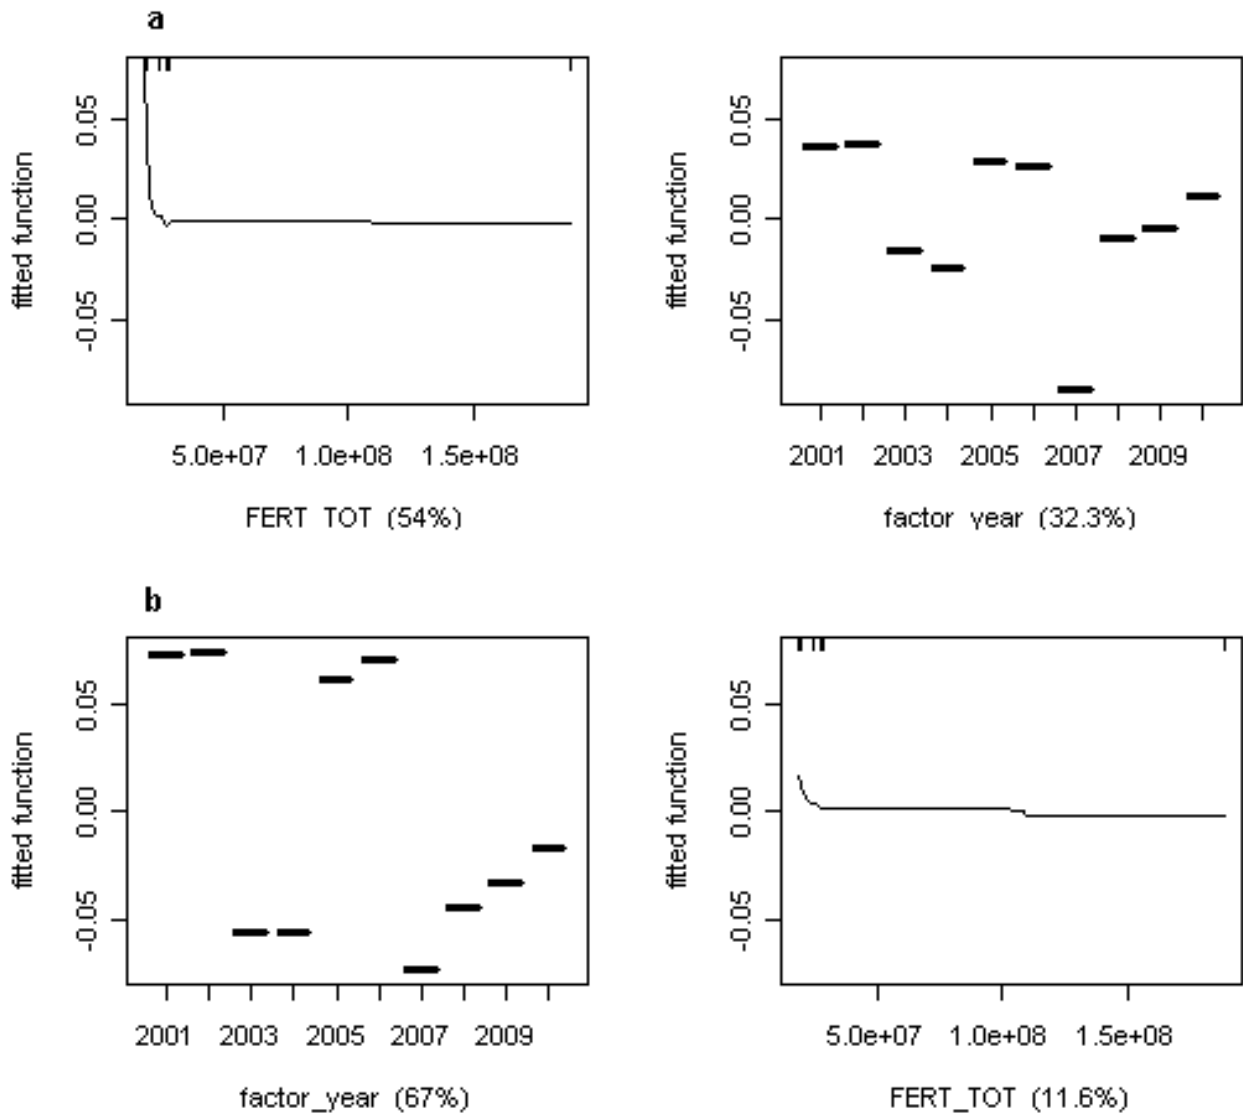 a
fitted function
0.05
0.00
-0.05
5.0e+07 1.0e+08 1.5e+08
FERT_TOT (54%)
fitted function
0.05
0.00
-0.05
2001 2003 2005 2007 2009
factor_year (32.3%)
b
fitted function
0.05
0.00
-0.05
2001 2003 2005 2007 2009
factor_year (67%)
fitted function
0.05
0.00
-0.05
5.0e+07 1.0e+08 1.5e+08
FERT_TOT (11.6%)